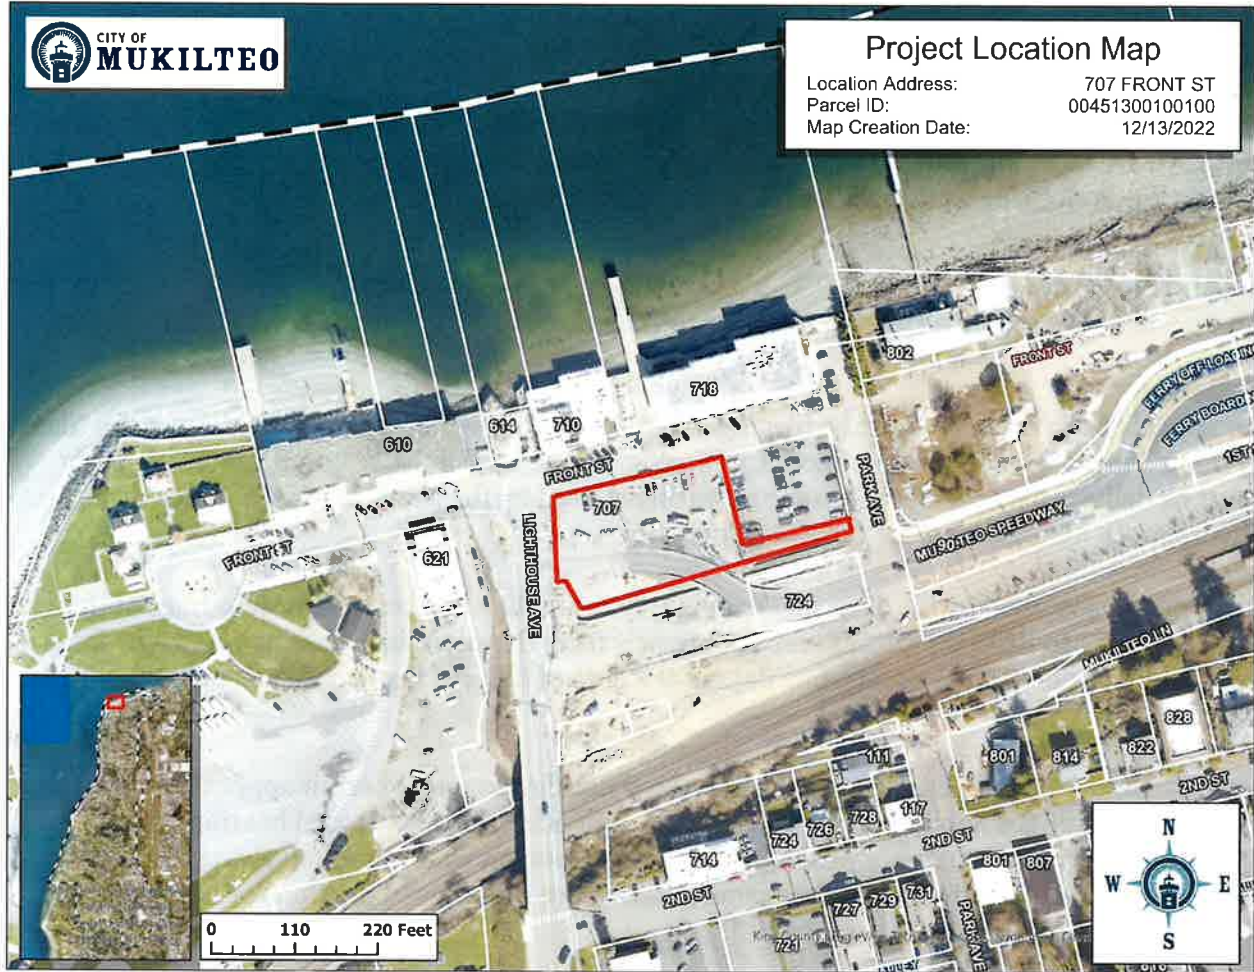 CITY OF
MUKILTEO
Project Location Map
Location Address: 707 FRONT ST
Parcel ID: 00451300100100
Map Creation Date: 12/13/2022
802
FRONT ST
FERRY OFF-LOADING
FERRY BOARD
1ST
718
614
710
610
FRONT ST
PARK AVE
707
LIGHTHOUSE AVE
MUKILTEO SPEEDWAY
FRONT ST
621
724
MUKILTEO LN
828
822
814
801
111
117
728
726
724
714
2ND ST
2ND ST
2ND ST
801
807
731
729
727
721
PARK AVE
ALLEY
N
W
E
S
0 110 220 Feet